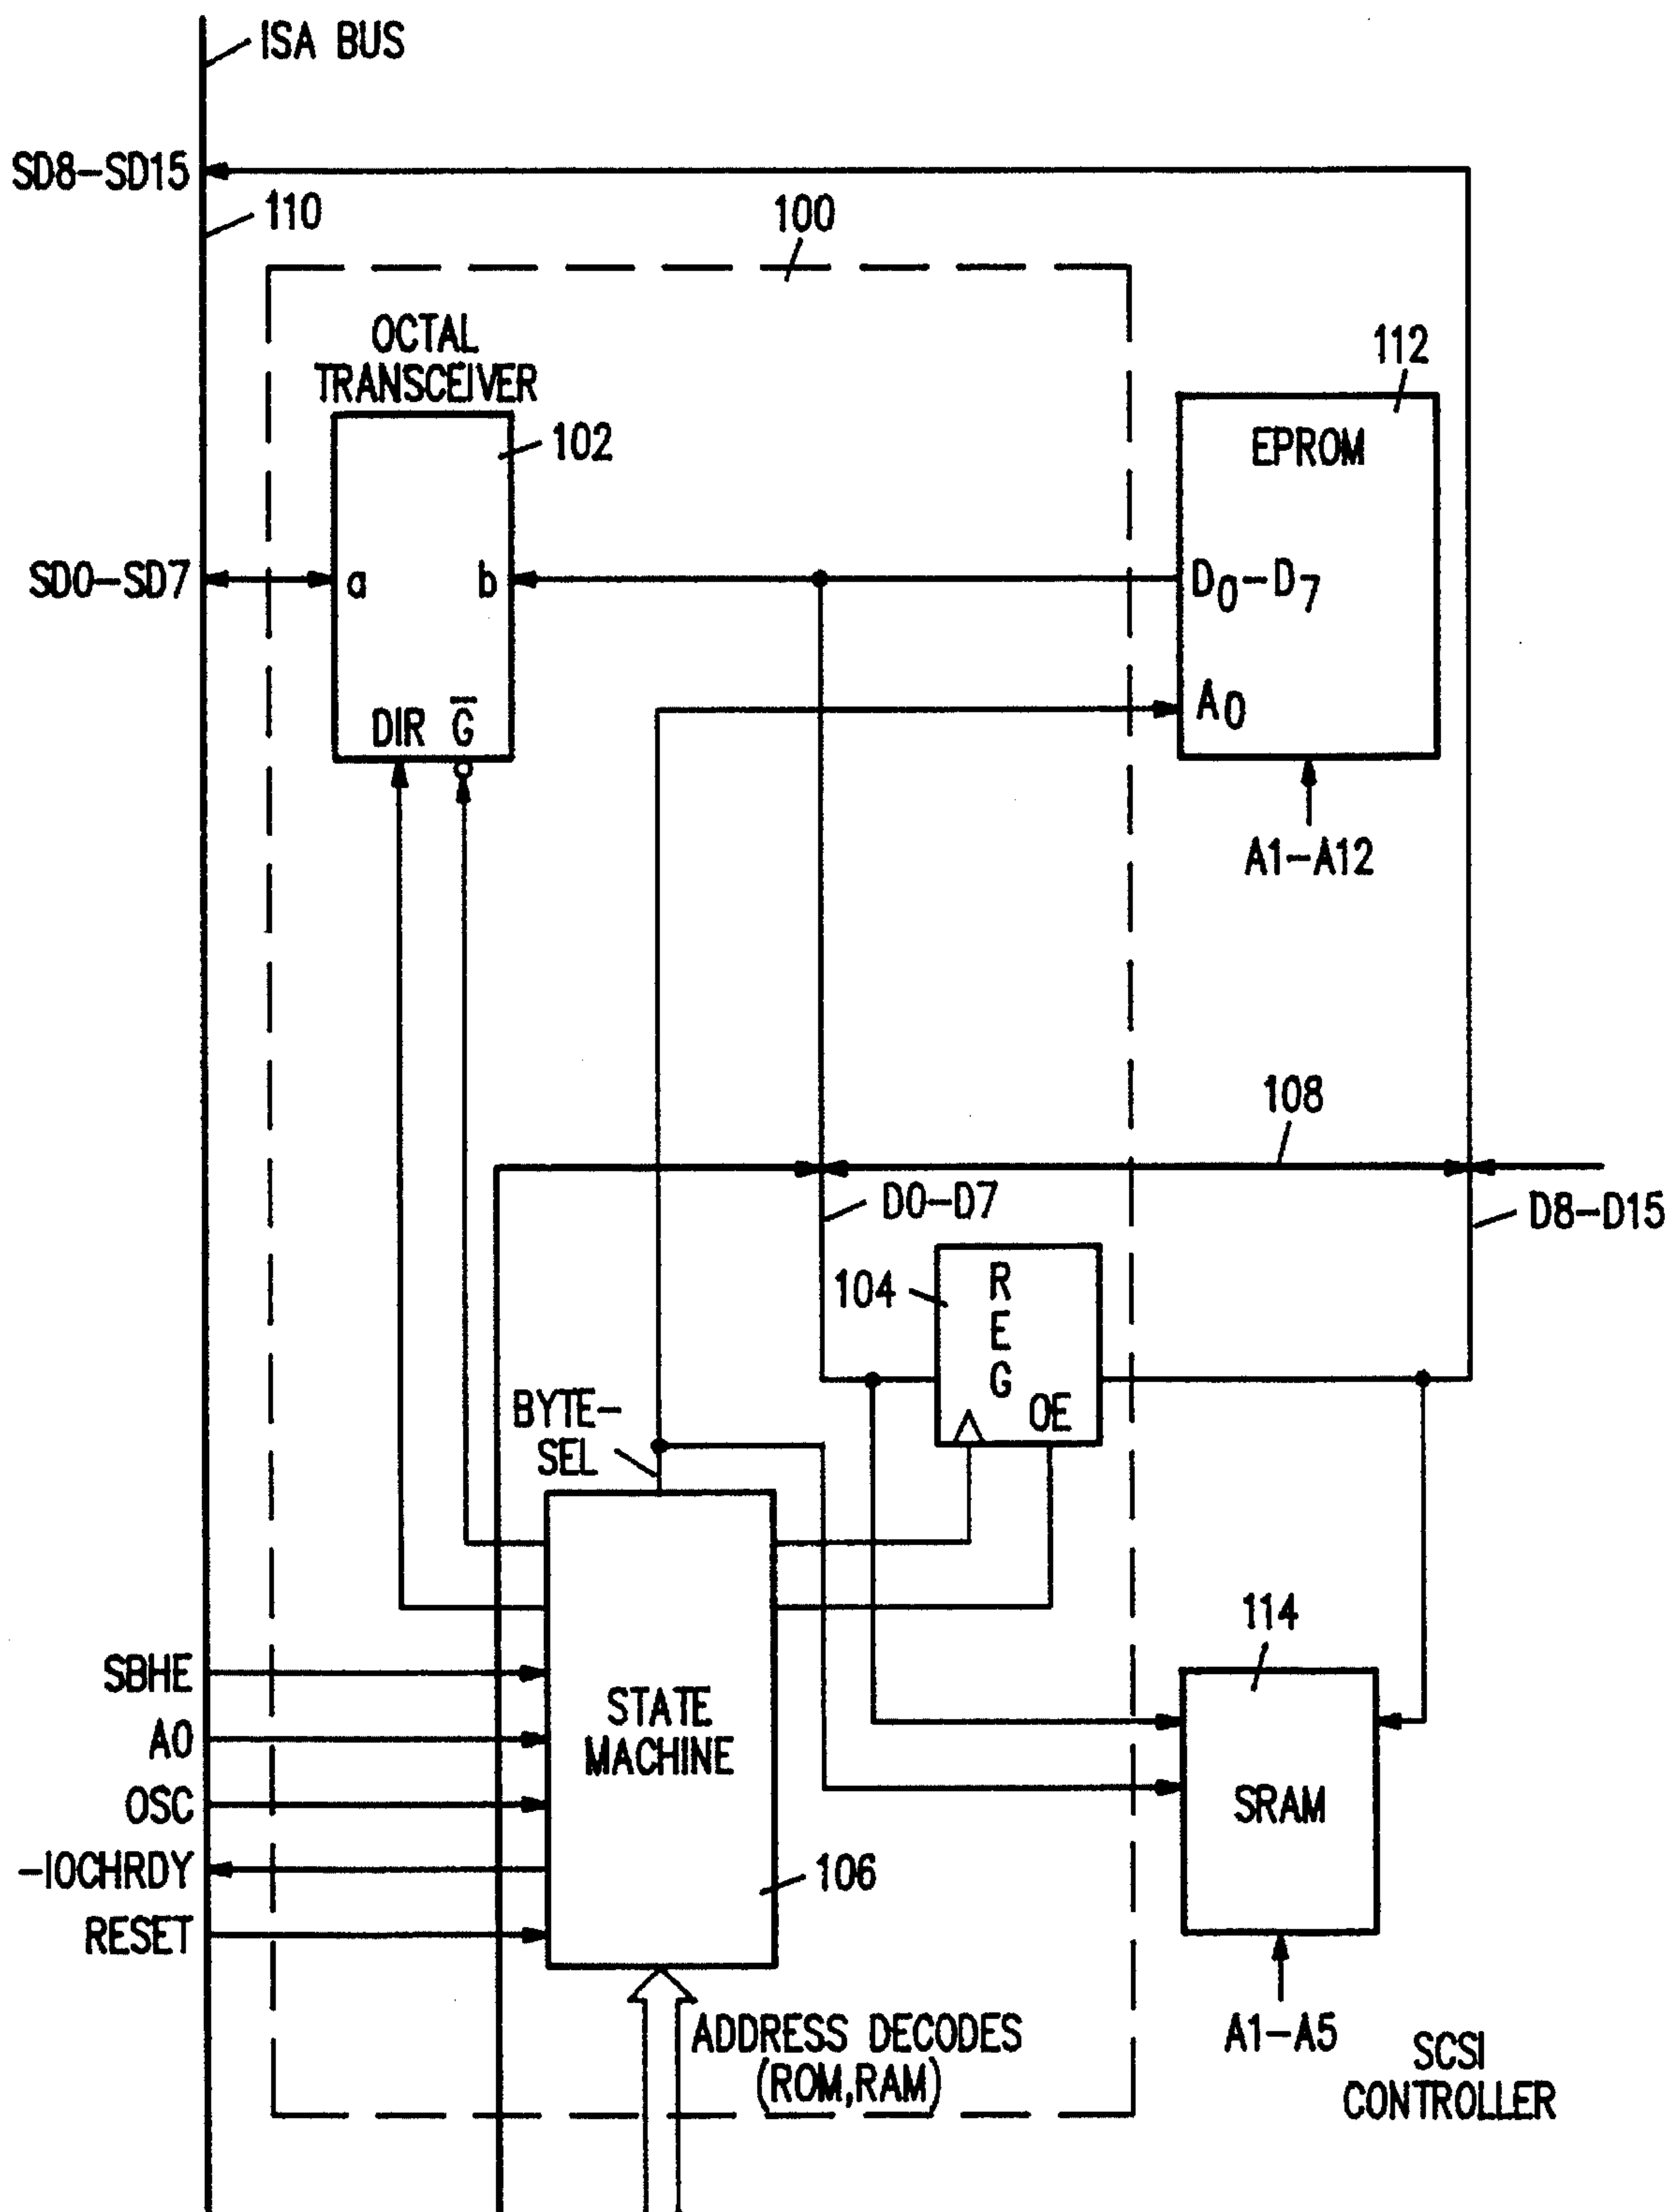 ISA BUS
SD8-SD15
110
100
OCTAL
TRANSCEIVER
102
112
EPROM
SD0-SD7
a
b
D0-D7
DIR G̅
A0
A1-A12
108
D0-D7
D8-D15
104
R
E
G
OE
BYTE-
SEL
114
SBHE
A0
OSC
-IOCHRDY
RESET
STATE
MACHINE
SRAM
106
ADDRESS DECODES
(ROM,RAM)
A1-A5
SCSI
CONTROLLER